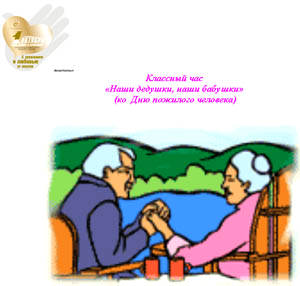 Классный час
«Наши дедушки, наши бабушки»
(ко Дню пожилого человека)